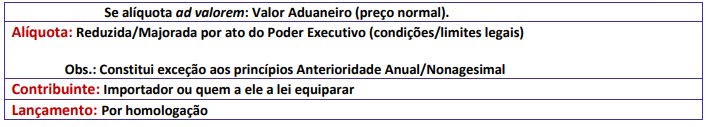 Se alíquota ad valorem: Valor Aduaneiro (preço normal).
Alíquota: Reduzida/Majorada por ato do Poder Executivo (condições/limites legais)
Obs.: Constitui exceção aos princípios Anterioridade Anual/Nonagesimal
Contribuinte: Importador ou quem a ele a lei equiparar
Lançamento: Por homologação